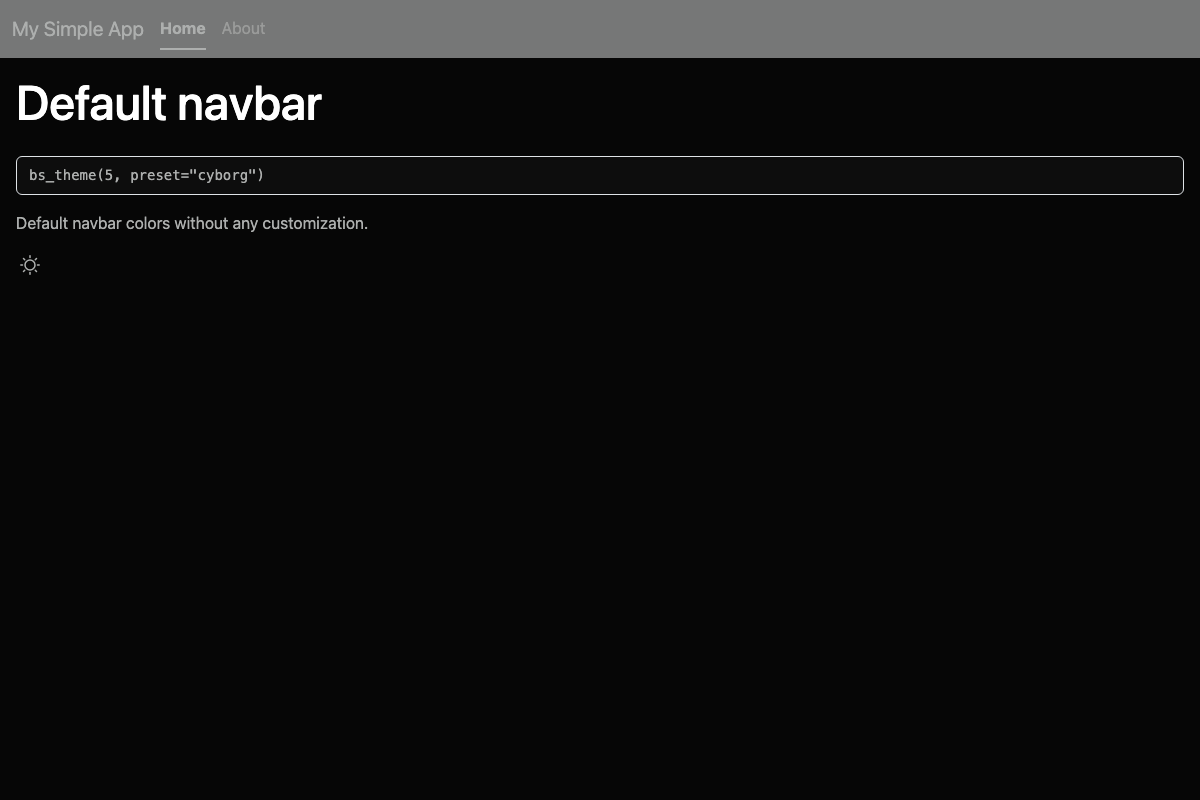 My Simple App Home About
Default navbar
bs_theme(5, preset="cyborg")
Default navbar colors without any customization.